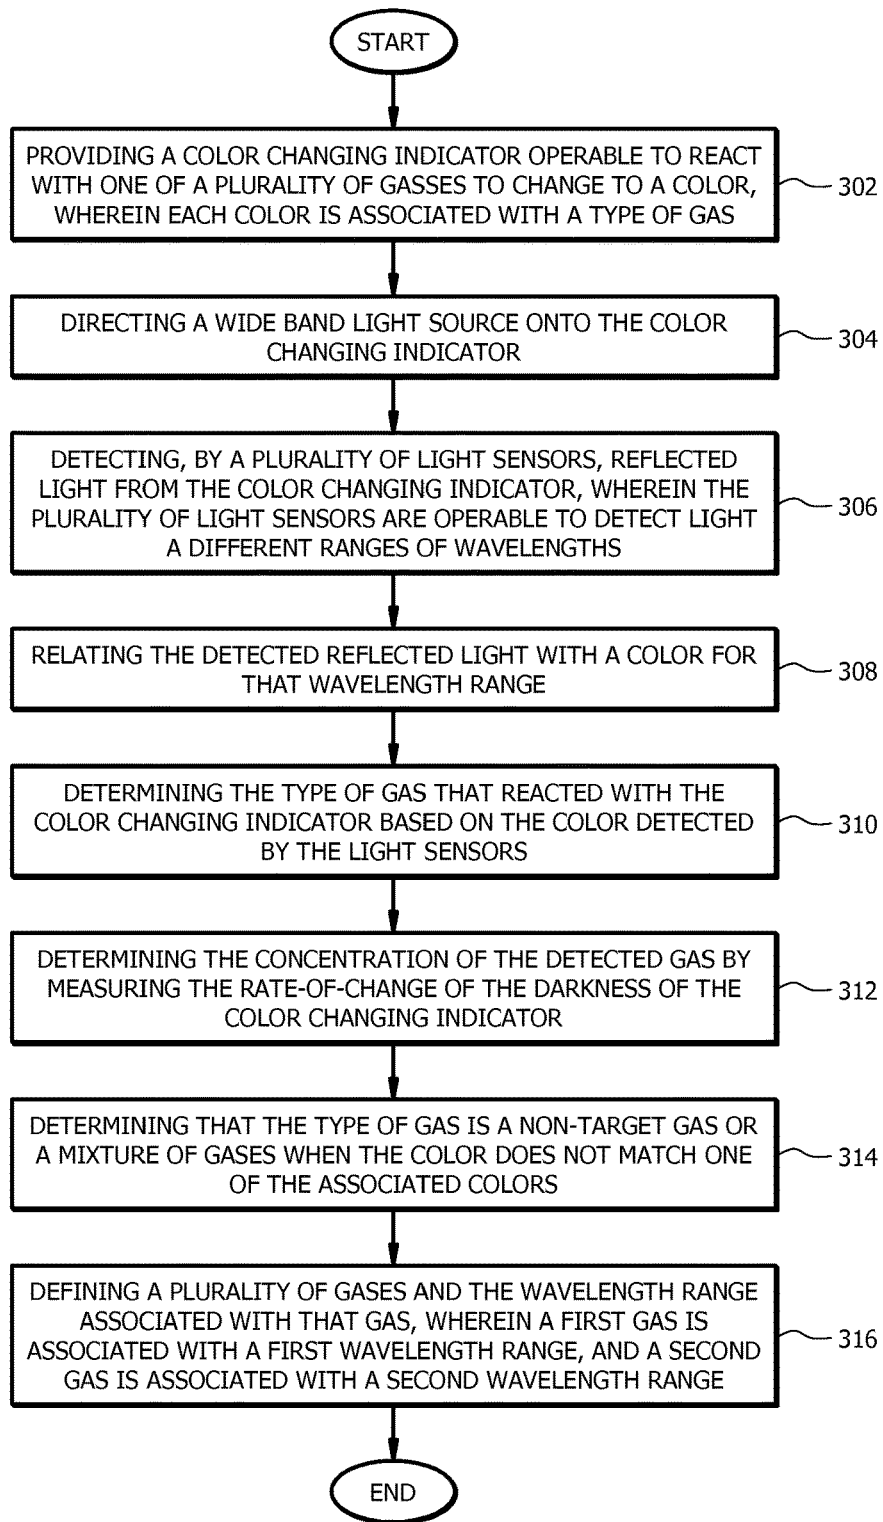 START
PROVIDING A COLOR CHANGING INDICATOR OPERABLE TO REACT
WITH ONE OF A PLURALITY OF GASSES TO CHANGE TO A COLOR,
WHEREIN EACH COLOR IS ASSOCIATED WITH A TYPE OF GAS
302
DIRECTING A WIDE BAND LIGHT SOURCE ONTO THE COLOR
CHANGING INDICATOR
304
DETECTING, BY A PLURALITY OF LIGHT SENSORS, REFLECTED
LIGHT FROM THE COLOR CHANGING INDICATOR, WHEREIN THE
PLURALITY OF LIGHT SENSORS ARE OPERABLE TO DETECT LIGHT
A DIFFERENT RANGES OF WAVELENGTHS
306
RELATING THE DETECTED REFLECTED LIGHT WITH A COLOR FOR
THAT WAVELENGTH RANGE
308
DETERMINING THE TYPE OF GAS THAT REACTED WITH THE
COLOR CHANGING INDICATOR BASED ON THE COLOR DETECTED
BY THE LIGHT SENSORS
310
DETERMINING THE CONCENTRATION OF THE DETECTED GAS BY
MEASURING THE RATE-OF-CHANGE OF THE DARKNESS OF THE
COLOR CHANGING INDICATOR
312
DETERMINING THAT THE TYPE OF GAS IS A NON-TARGET GAS OR
A MIXTURE OF GASES WHEN THE COLOR DOES NOT MATCH ONE
OF THE ASSOCIATED COLORS
314
DEFINING A PLURALITY OF GASES AND THE WAVELENGTH RANGE
ASSOCIATED WITH THAT GAS, WHEREIN A FIRST GAS IS
ASSOCIATED WITH A FIRST WAVELENGTH RANGE, AND A SECOND
GAS IS ASSOCIATED WITH A SECOND WAVELENGTH RANGE
316
END